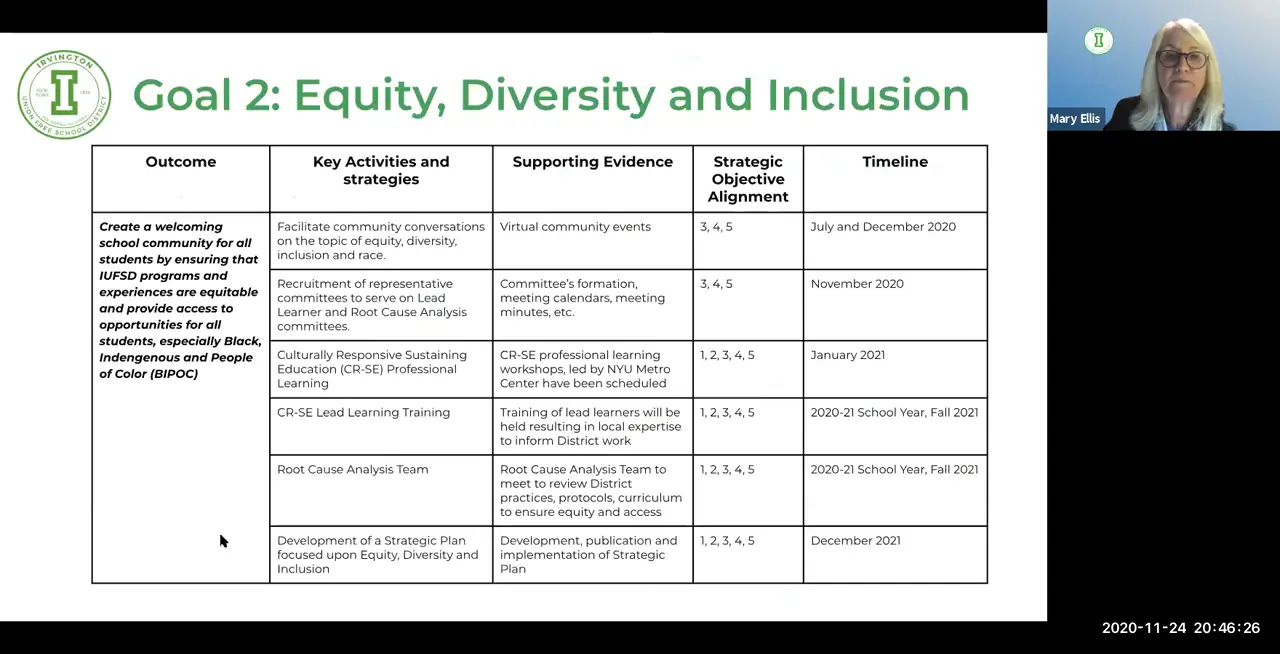 IRVINGTON
UNION FREE SCHOOL DISTRICT
I
Goal 2: Equity, Diversity and Inclusion
I
Mary Ellis
Outcome
Key Activities and
strategies
Supporting Evidence
Strategic
Objective
Alignment
Timeline
Create a welcoming
school community for all
students by ensuring that
IUFSD programs and
experiences are equitable
and provide access to
opportunities for all
students, especially Black,
Indengenous and People
of Color (BIPOC)
Facilitate community conversations
on the topic of equity, diversity,
inclusion and race.
Virtual community events
3, 4, 5
July and December 2020
Recruitment of representative
committees to serve on Lead
Learner and Root Cause Analysis
committees.
Committee's formation,
meeting calendars, meeting
minutes, etc.
3, 4, 5
November 2020
Culturally Responsive Sustaining
Education (CR-SE) Professional
Learning
CR-SE professional learning
workshops, led by NYU Metro
Center have been scheduled
1, 2, 3, 4, 5
January 2021
CR-SE Lead Learning Training
Training of lead learners will be
held resulting in local expertise
to inform District work
1, 2, 3, 4, 5
2020-21 School Year, Fall 2021
Root Cause Analysis Team
Root Cause Analysis Team to
meet to review District
practices, protocols, curriculum
to ensure equity and access
1, 2, 3, 4, 5
2020-21 School Year, Fall 2021
Development of a Strategic Plan
focused upon Equity, Diversity and
Inclusion
Development, publication and
implementation of Strategic
Plan
1, 2, 3, 4, 5
December 2021
2020-11-24 20:46:26